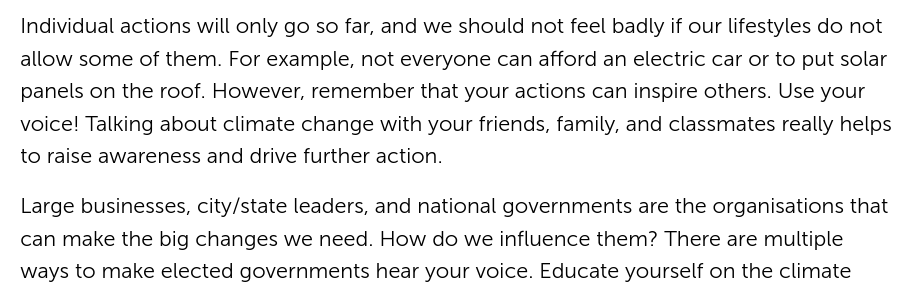 Individual actions will only go so far, and we should not feel badly if our lifestyles do not
allow some of them. For example, not everyone can afford an electric car or to put solar
panels on the roof. However, remember that your actions can inspire others. Use your
voice! Talking about climate change with your friends, family, and classmates really helps
to raise awareness and drive further action.
Large businesses, city/state leaders, and national governments are the organisations that
can make the big changes we need. How do we influence them? There are multiple
ways to make elected governments hear your voice. Educate yourself on the climate